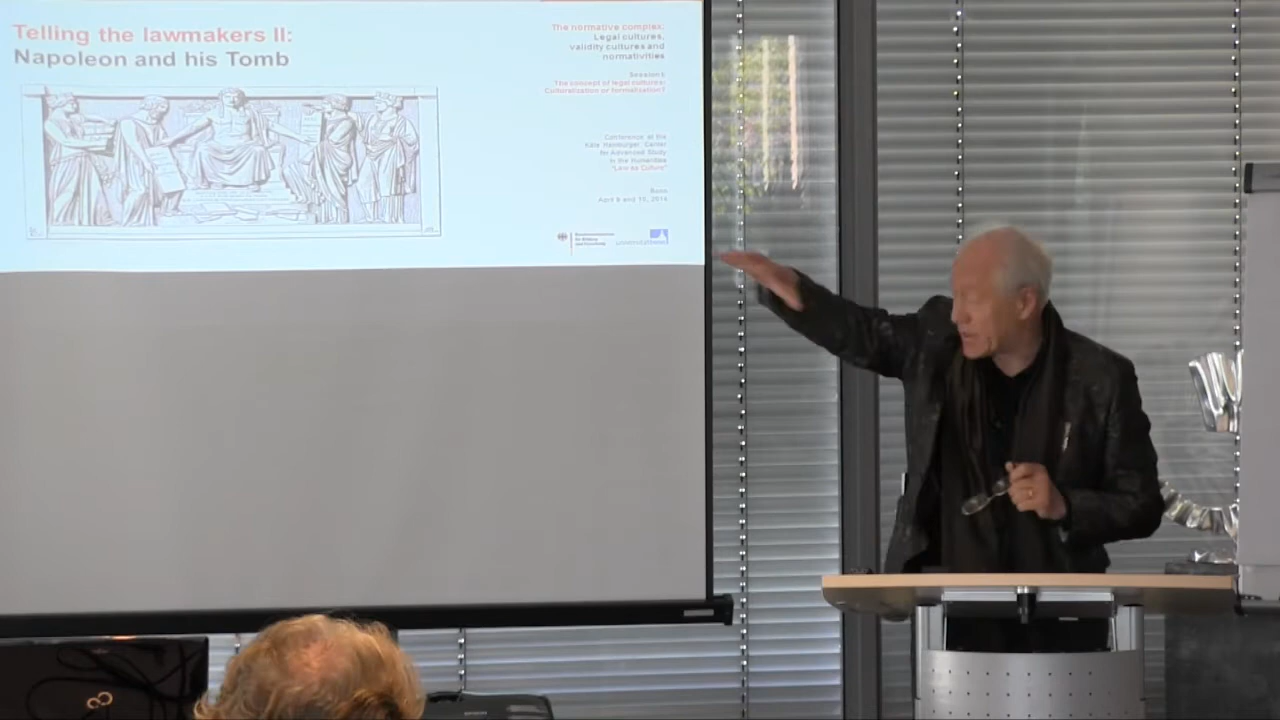 Telling the lawmakers II:
Napoleon and his Tomb
The normative complex:
Legal cultures,
validity cultures and
normativities
Session I:
The concept of legal cultures:
Culturalization or formalization?
Conference at the
Käte Hamburger Center
for Advanced Study
in the Humanities
"Law as Culture"
Bonn
April 9 and 10, 2014